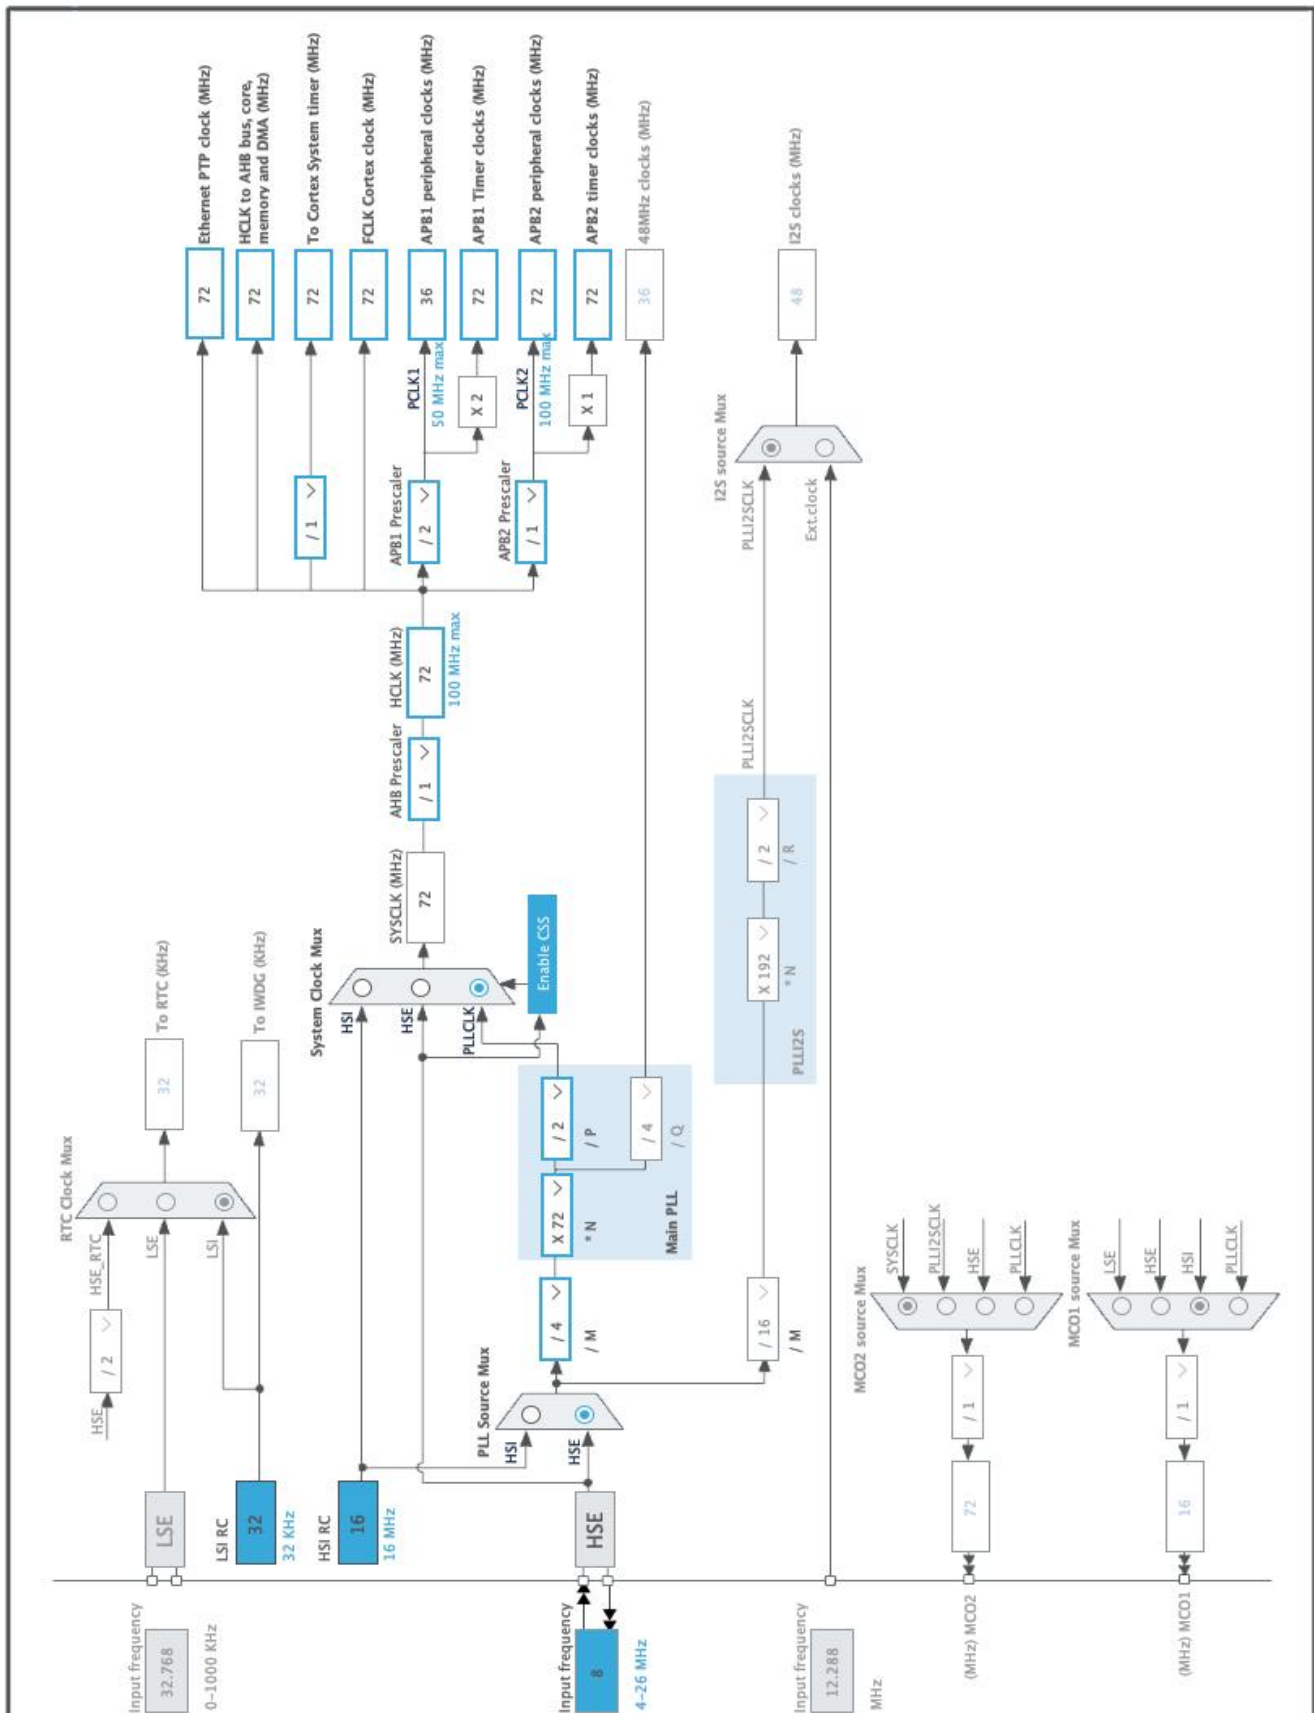 Input frequency
32.768
0-1000 KHz
LSE
LSI RC
32
32 KHz
HSI RC
16
16 MHz
Input frequency
8
4-26 MHz
HSE
Input frequency
12.288
MHz
HSE
/ 2
HSE_RTC
LSE
LSI
RTC Clock Mux
32
To RTC (KHz)
32
To IWDG (KHz)
PLL Source Mux
HSI
HSE
/ 4
/ M
X 72
* N
/ 2
/ P
/ 4
/ Q
Main PLL
System Clock Mux
HSI
HSE
PLLCLK
Enable CSS
SYSCLK (MHz)
72
AHB Prescaler
/ 1
HCLK (MHz)
72
100 MHz max
/ 1
APB1 Prescaler
/ 2
PCLK1
50 MHz max
X 2
APB2 Prescaler
/ 1
PCLK2
100 MHz max
X 1
72
Ethernet PTP clock (MHz)
72
HCLK to AHB bus, core,
memory and DMA (MHz)
72
To Cortex System timer (MHz)
72
FCLK Cortex clock (MHz)
36
APB1 peripheral clocks (MHz)
72
APB1 Timer clocks (MHz)
72
APB2 peripheral clocks (MHz)
72
APB2 timer clocks (MHz)
36
48MHz clocks (MHz)
/ 16
/ M
X 192
* N
/ 2
/ R
PLLI2S
PLLI2SCLK
PLLI2SCLK
Ext.clock
I2S source Mux
48
I2S clocks (MHz)
MCO2 source Mux
SYSCLK
PLLI2SCLK
HSE
PLLCLK
/ 1
72
(MHz) MCO2
MCO1 source Mux
LSE
HSE
HSI
PLLCLK
/ 1
16
(MHz) MCO1